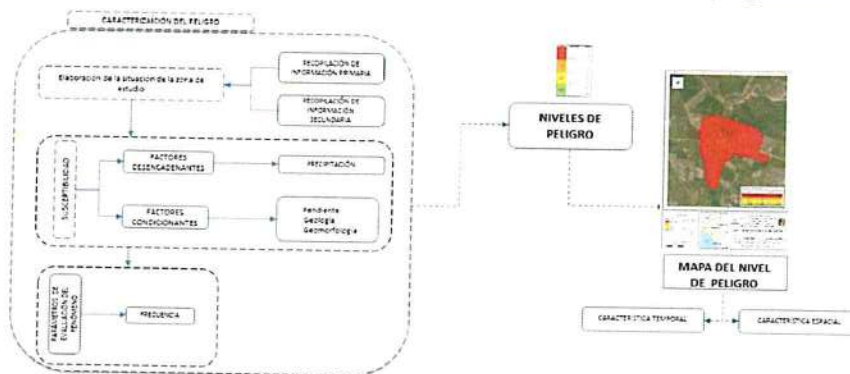 CARACTERIZACIÓN DEL PELIGRO
Elaboración de la situación de la zona de
estudio
RECOPILACIÓN DE
INFORMACIÓN PRIMARIA
RECOPILACIÓN DE
INFORMACIÓN
SECUNDARIA
SUSCEPTIBILIDAD
FACTORES
DESENCADENANTES
PRECIPITACIÓN
FACTORES
CONDICIONANTES
Pendiente
Geología
Geomorfología
PARÁMETROS DE
EVALUACIÓN DEL
FENÓMENO
FRECUENCIA
NIVELES DE
PELIGRO
MAPA DEL NIVEL
DE PELIGRO
CARACTERÍSTICA TEMPORAL
CARACTERÍSTICA ESPACIAL